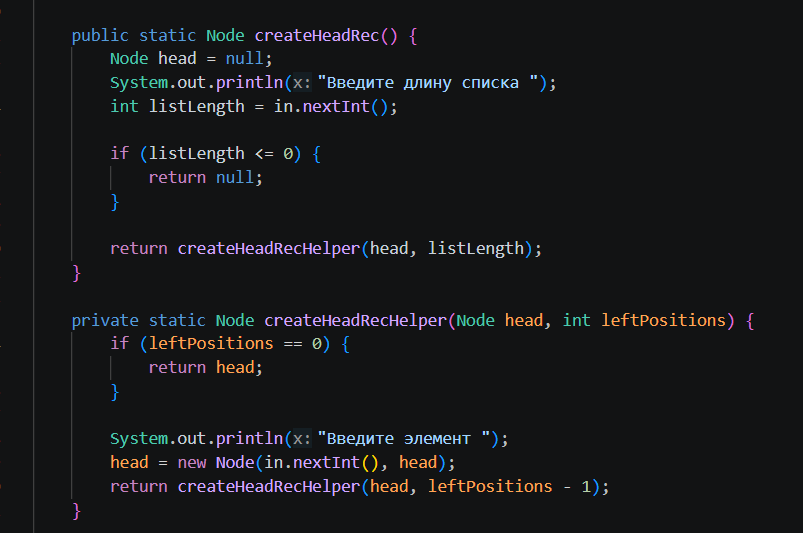 public static Node createHeadRec() {
    Node head = null;
    System.out.println(x: "Введите длину списка ");
    int listLength = in.nextInt();
    if (listLength <= 0) {
        return null;
    }
    return createHeadRecHelper(head, listLength);
}
private static Node createHeadRecHelper(Node head, int leftPositions) {
    if (leftPositions == 0) {
        return head;
    }
    System.out.println(x: "Введите элемент ");
    head = new Node(in.nextInt(), head);
    return createHeadRecHelper(head, leftPositions - 1);
}